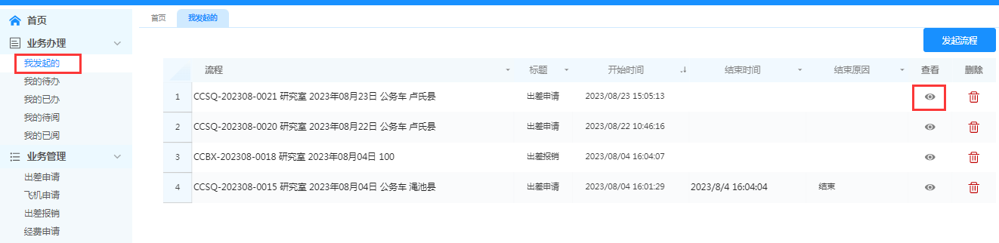 首页
业务办理
我发起的
我的待办
我的已办
我的待阅
我的已阅
业务管理
出差申请
飞机申请
出差报销
经费申请
首页 我发起的
发起流程
流程 标题 开始时间 结束时间 结束原因 查看 删除
1 CCSQ-202308-0021 研究室 2023年08月23日 公务车 卢氏县 出差申请 2023/08/23 15:05:13
2 CCSQ-202308-0020 研究室 2023年08月22日 公务车 卢氏县 出差申请 2023/08/22 10:46:16
3 CCBX-202308-0018 研究室 2023年08月04日 100 出差报销 2023/08/04 16:04:07
4 CCSQ-202308-0015 研究室 2023年08月04日 公务车 渑池县 出差申请 2023/08/04 16:01:29 2023/8/4 16:04:04 结束